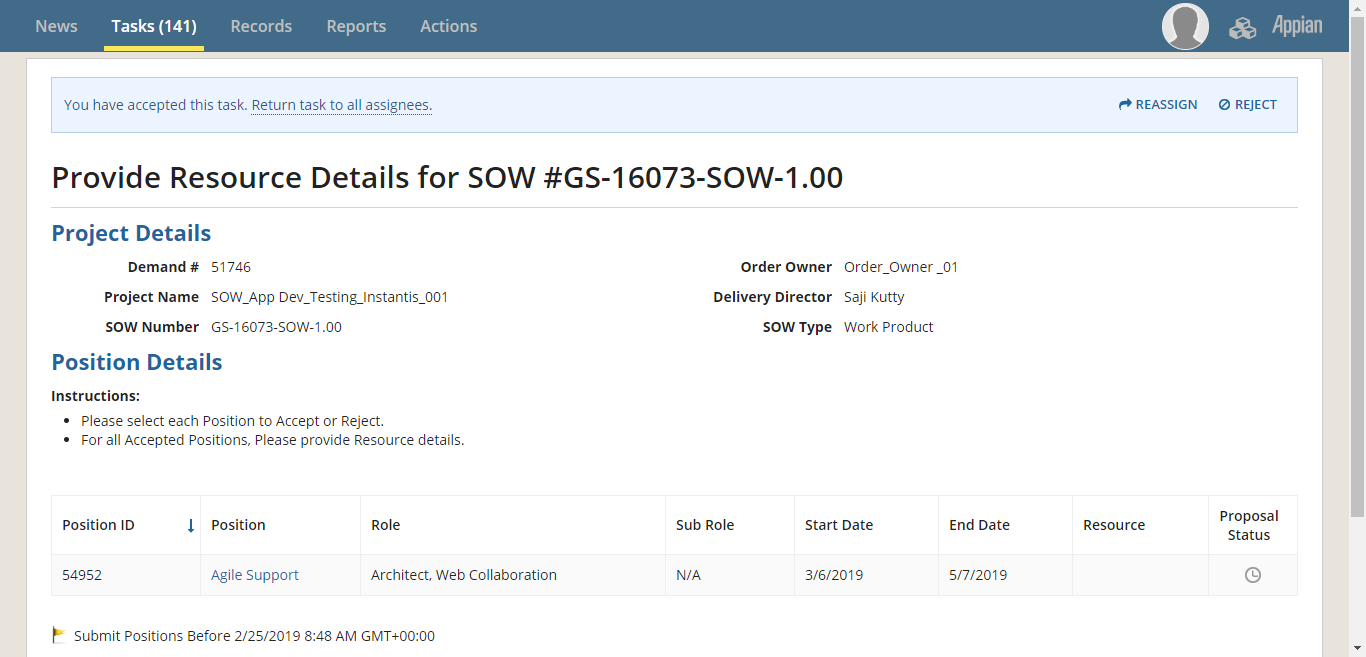 News Tasks (141) Records Reports Actions Appian
You have accepted this task. Return task to all assignees. REASSIGN REJECT
Provide Resource Details for SOW #GS-16073-SOW-1.00
Project Details
Demand # 51746 Order Owner Order_Owner _01
Project Name SOW_App Dev_Testing_Instantis_001 Delivery Director Saji Kutty
SOW Number GS-16073-SOW-1.00 SOW Type Work Product
Position Details
Instructions:
Please select each Position to Accept or Reject.
For all Accepted Positions, Please provide Resource details.
Position ID Position Role Sub Role Start Date End Date Resource Proposal Status
54952 Agile Support Architect, Web Collaboration N/A 3/6/2019 5/7/2019
Submit Positions Before 2/25/2019 8:48 AM GMT+00:00